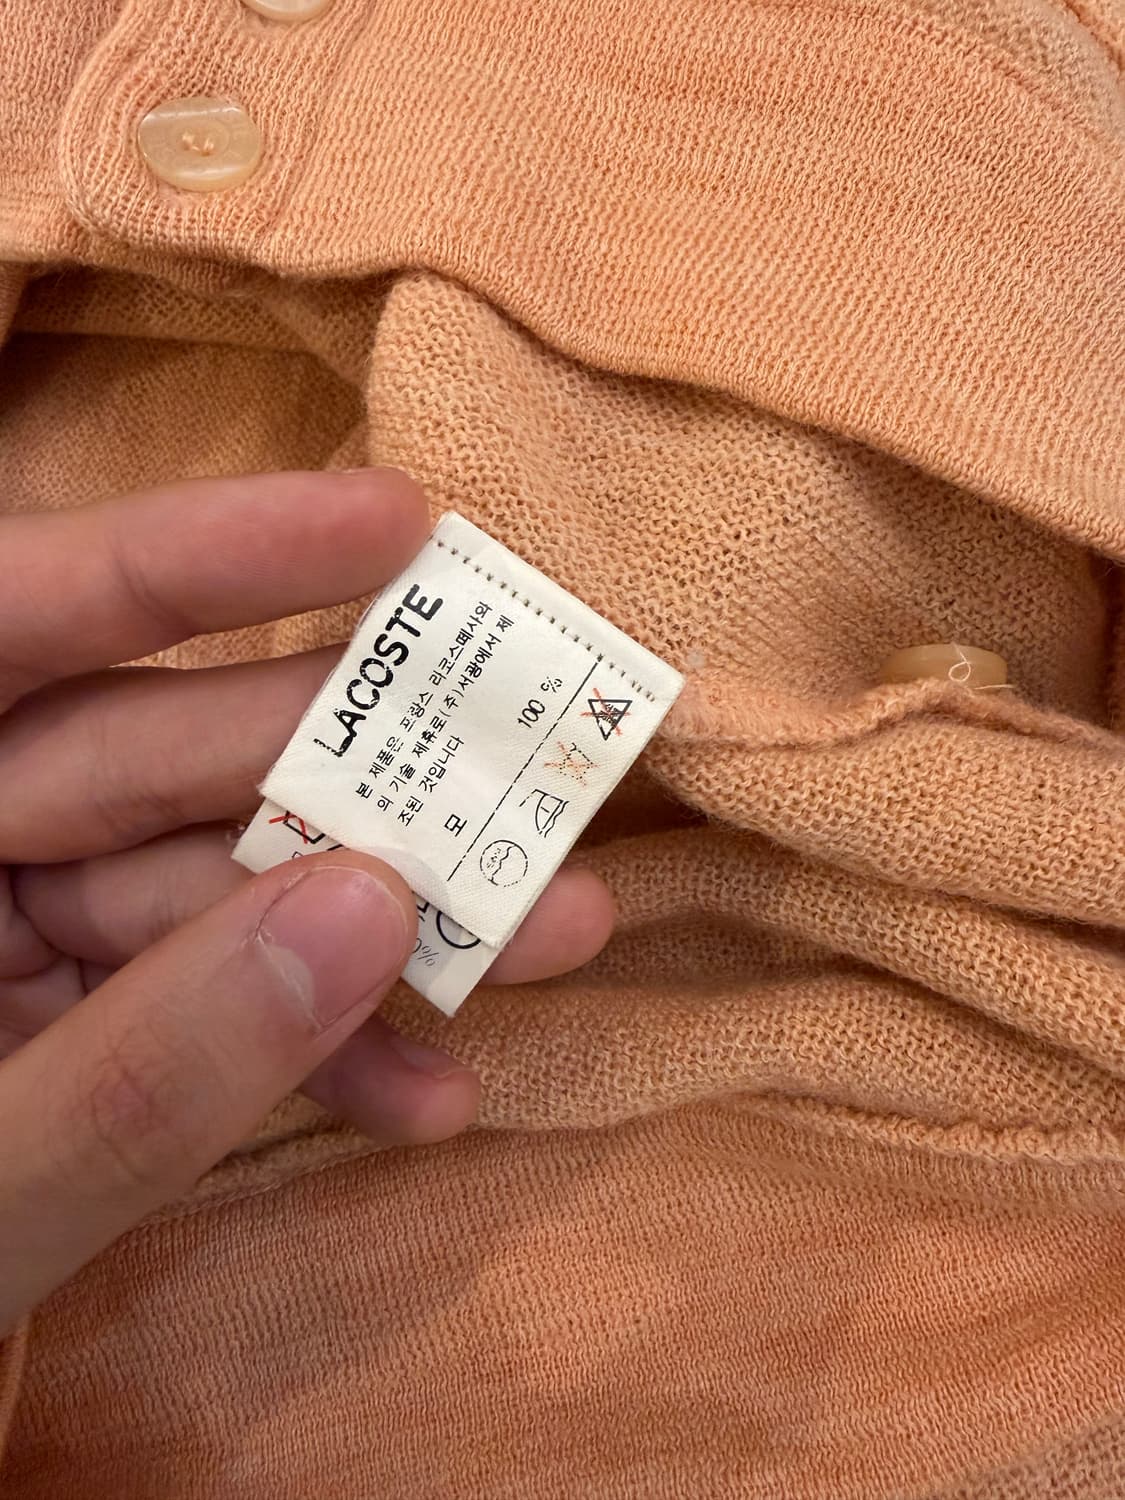 LACOSTE
본 제품은 프랑스 라코스떼사와
의 기술 제휴로 (주)서광에서 제
조된 것입니다
모 100 %